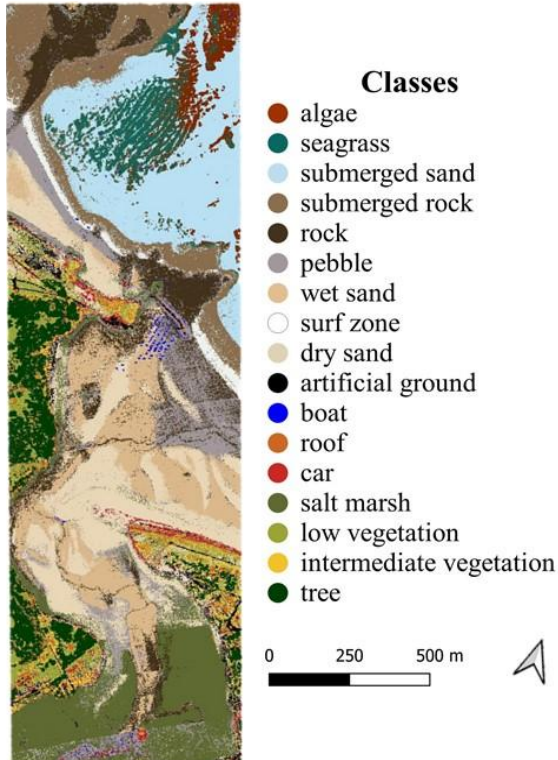 Classes
algae
seagrass
submerged sand
submerged rock
rock
pebble
wet sand
surf zone
dry sand
artificial ground
boat
roof
car
salt marsh
low vegetation
intermediate vegetation
tree
0 250 500 m